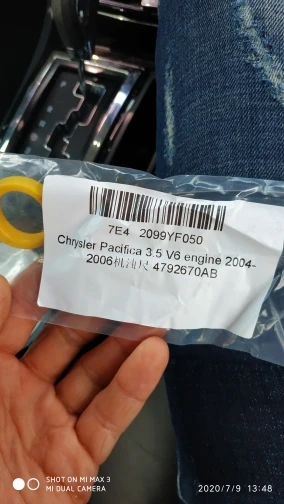 7E4 2099YF050
Chrysler Pacifica 3.5 V6 engine 2004-
2006机油尺 4792670AB
SHOT ON MI MAX 3
MI DUAL CAMERA
2020/7/9 13:48